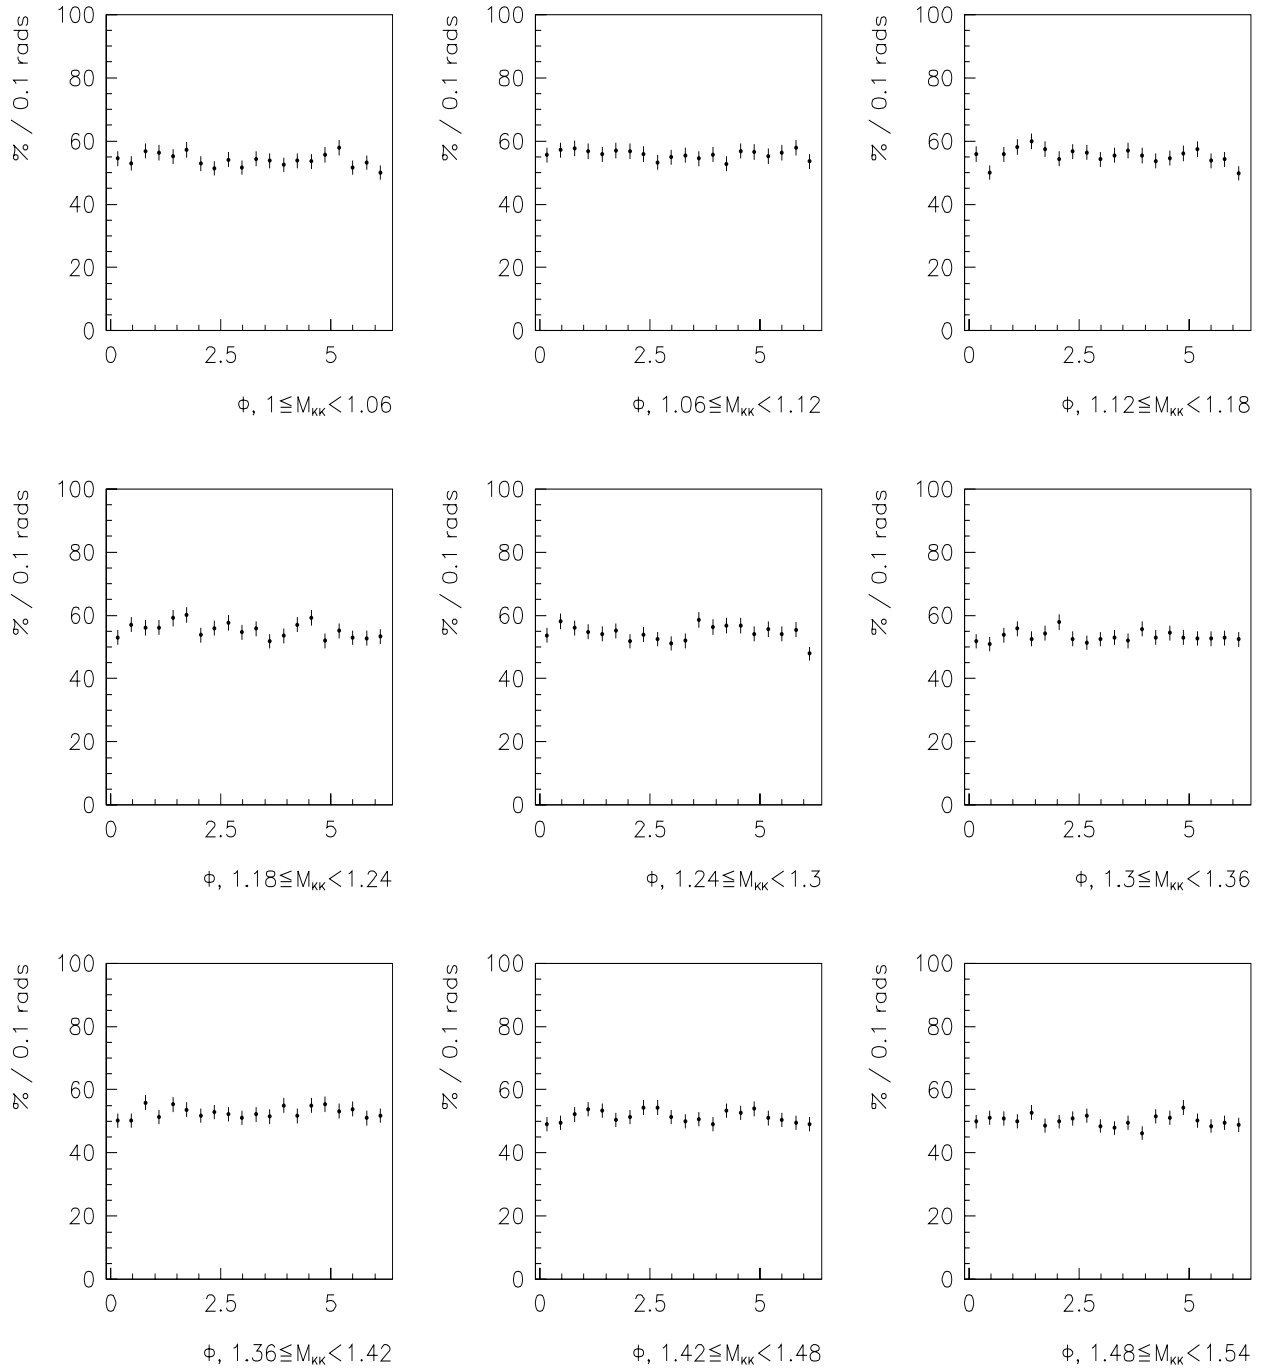 % / 0.1 rads
100
80
60
40
20
0
0 2.5 5
Φ, 1≦M_KK<1.06
% / 0.1 rads
100
80
60
40
20
0
0 2.5 5
Φ, 1.06≦M_KK<1.12
% / 0.1 rads
100
80
60
40
20
0
0 2.5 5
Φ, 1.12≦M_KK<1.18
% / 0.1 rads
100
80
60
40
20
0
0 2.5 5
Φ, 1.18≦M_KK<1.24
% / 0.1 rads
100
80
60
40
20
0
0 2.5 5
Φ, 1.24≦M_KK<1.3
% / 0.1 rads
100
80
60
40
20
0
0 2.5 5
Φ, 1.3≦M_KK<1.36
% / 0.1 rads
100
80
60
40
20
0
0 2.5 5
Φ, 1.36≦M_KK<1.42
% / 0.1 rads
100
80
60
40
20
0
0 2.5 5
Φ, 1.42≦M_KK<1.48
% / 0.1 rads
100
80
60
40
20
0
0 2.5 5
Φ, 1.48≦M_KK<1.54